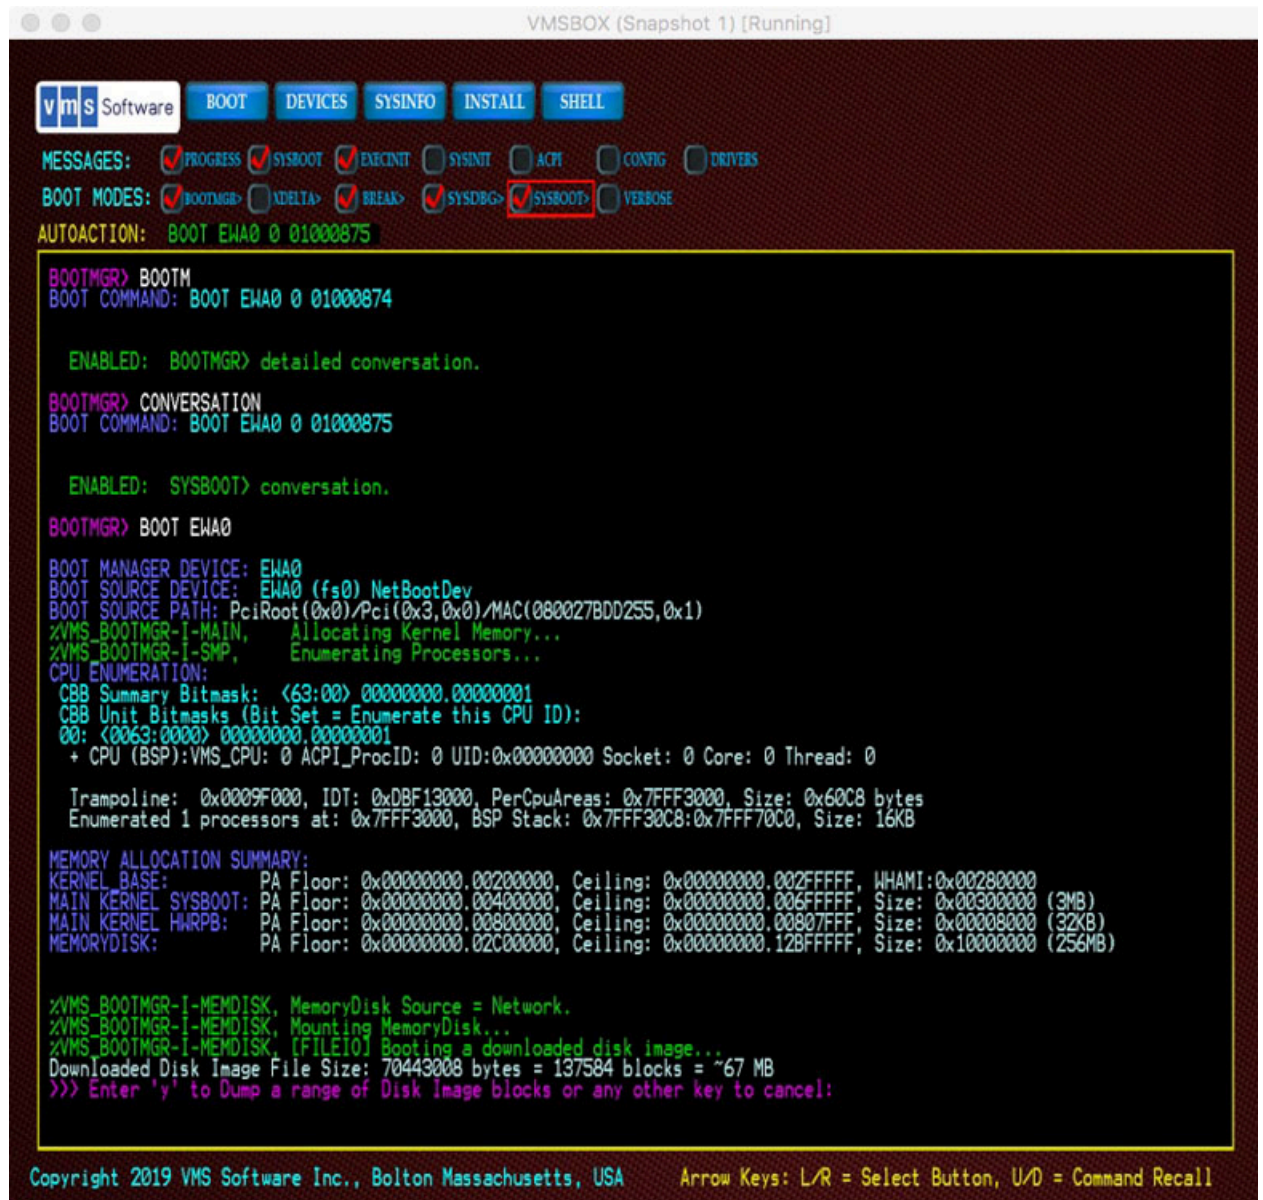 VMSBOX (Snapshot 1) [Running]
vms Software BOOT DEVICES SYSINFO INSTALL SHELL
MESSAGES: PROGRESS SYSBOOT EXECINIT SYSINIT ACPI CONFIG DRIVERS
BOOT MODES: BOOTMGR> XDELTA> BREAK> SYSDBG> SYSBOOT> VERBOSE
AUTOACTION: BOOT EWA0 0 01000875
BOOTMGR> BOOTM
BOOT COMMAND: BOOT EWA0 0 01000874
ENABLED: BOOTMGR> detailed conversation.
BOOTMGR> CONVERSATION
BOOT COMMAND: BOOT EWA0 0 01000875
ENABLED: SYSBOOT> conversation.
BOOTMGR> BOOT EWA0
BOOT MANAGER DEVICE: EWA0
BOOT SOURCE DEVICE: EWA0 (fs0) NetBootDev
BOOT SOURCE PATH: PciRoot(0x0)/Pci(0x3,0x0)/MAC(080027BDD255,0x1)
%VMS_BOOTMGR-I-MAIN, Allocating Kernel Memory...
%VMS_BOOTMGR-I-SMP, Enumerating Processors...
CPU ENUMERATION:
CBB Summary Bitmask: <63:00> 00000000.00000001
CBB Unit Bitmasks (Bit Set = Enumerate this CPU ID):
00: <0063:0000> 00000000.00000001
+ CPU (BSP):VMS_CPU: 0 ACPI_ProcID: 0 UID:0x00000000 Socket: 0 Core: 0 Thread: 0
Trampoline: 0x0009F000, IDT: 0xDBF13000, PerCpuAreas: 0x7FFF3000, Size: 0x60C8 bytes
Enumerated 1 processors at: 0x7FFF3000, BSP Stack: 0x7FFF30C8:0x7FFF70C0, Size: 16KB
MEMORY ALLOCATION SUMMARY:
KERNEL_BASE: PA Floor: 0x00000000.00200000, Ceiling: 0x00000000.002FFFFF, WHAMI:0x00280000
MAIN KERNEL SYSBOOT: PA Floor: 0x00000000.00400000, Ceiling: 0x00000000.006FFFFF, Size: 0x00300000 (3MB)
MAIN KERNEL HWRPB: PA Floor: 0x00000000.00800000, Ceiling: 0x00000000.00807FFF, Size: 0x00008000 (32KB)
MEMORYDISK: PA Floor: 0x00000000.02C00000, Ceiling: 0x00000000.12BFFFFF, Size: 0x10000000 (256MB)
%VMS_BOOTMGR-I-MEMDISK, MemoryDisk Source = Network.
%VMS_BOOTMGR-I-MEMDISK, Mounting MemoryDisk...
%VMS_BOOTMGR-I-MEMDISK, [FILEIO] Booting a downloaded disk image...
Downloaded Disk Image File Size: 70443008 bytes = 137584 blocks = ~67 MB
>>> Enter 'y' to Dump a range of Disk Image blocks or any other key to cancel:
Copyright 2019 VMS Software Inc., Bolton Massachusetts, USA Arrow Keys: L/R = Select Button, U/D = Command Recall